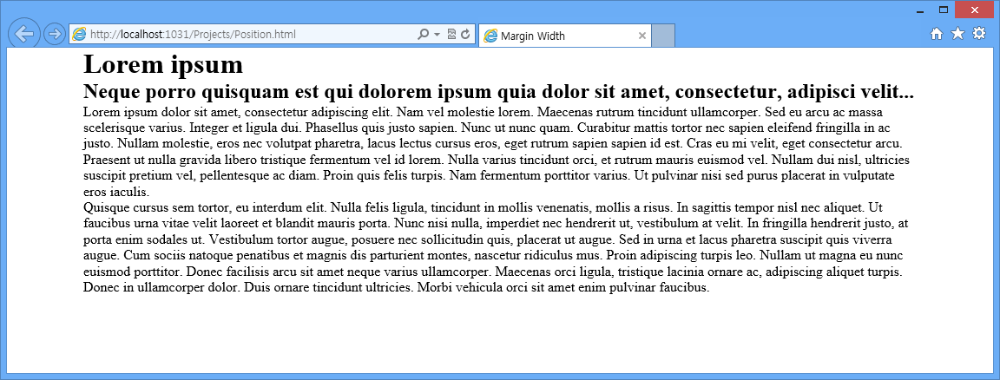 http://localhost:1031/Projects/Position.html
Margin Width
Lorem ipsum
Neque porro quisquam est qui dolorem ipsum quia dolor sit amet, consectetur, adipisci velit...
Lorem ipsum dolor sit amet, consectetur adipiscing elit. Nam vel molestie lorem. Maecenas rutrum tincidunt ullamcorper. Sed eu arcu ac massa
scelerisque varius. Integer et ligula dui. Phasellus quis justo sapien. Nunc ut nunc quam. Curabitur mattis tortor nec sapien eleifend fringilla in ac
justo. Nullam molestie, eros nec volutpat pharetra, lacus lectus cursus eros, eget rutrum sapien sapien id est. Cras eu mi velit, eget consectetur arcu.
Praesent ut nulla gravida libero tristique fermentum vel id lorem. Nulla varius tincidunt orci, et rutrum mauris euismod vel. Nullam dui nisl, ultricies
suscipit pretium vel, pellentesque ac diam. Proin quis felis turpis. Nam fermentum porttitor varius. Ut pulvinar nisi sed purus placerat in vulputate
eros iaculis.
Quisque cursus sem tortor, eu interdum elit. Nulla felis ligula, tincidunt in mollis venenatis, mollis a risus. In sagittis tempor nisl nec aliquet. Ut
faucibus urna vitae velit laoreet et blandit mauris porta. Nunc nisi nulla, imperdiet nec hendrerit ut, vestibulum at velit. In fringilla hendrerit justo, at
porta enim sodales ut. Vestibulum tortor augue, posuere nec sollicitudin quis, placerat ut augue. Sed in urna et lacus pharetra suscipit quis viverra
augue. Cum sociis natoque penatibus et magnis dis parturient montes, nascetur ridiculus mus. Proin adipiscing turpis leo. Nullam ut magna eu nunc
euismod porttitor. Donec facilisis arcu sit amet neque varius ullamcorper. Maecenas orci ligula, tristique lacinia ornare ac, adipiscing aliquet turpis.
Donec in ullamcorper dolor. Duis ornare tincidunt ultricies. Morbi vehicula orci sit amet enim pulvinar faucibus.